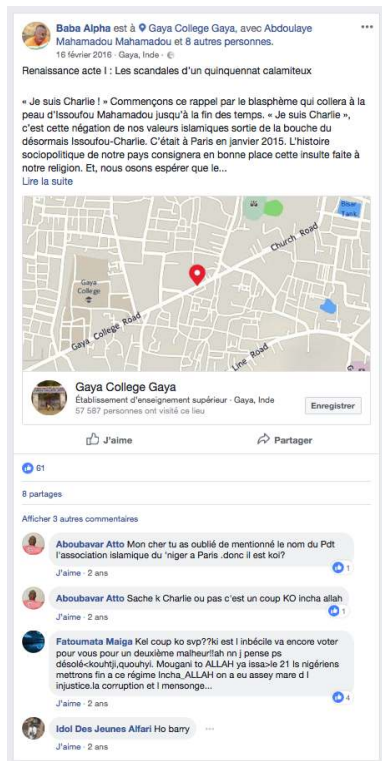 Baba Alpha est à Gaya College Gaya, avec Abdoulaye
Mahamadou Mahamadou et 8 autres personnes.
16 février 2016 · Gaya, Inde ·
Renaissance acte I : Les scandales d'un quinquennat calamiteux
« Je suis Charlie ! » Commençons ce rappel par le blasphème qui collera à la
peau d'Issoufou Mahamadou jusqu'à la fin des temps. « Je suis Charlie »,
c'est cette négation de nos valeurs islamiques sortie de la bouche du
désormais Issoufou-Charlie. C'était à Paris en janvier 2015. L'histoire
sociopolitique de notre pays consignera en bonne place cette insulte faite à
notre religion. Et, nous osons espérer que le...
Lire la suite
Bisar
Tank
Church Road
Gaya
College
Gaya College Road
Line Road
Gaya College Gaya
Établissement d'enseignement supérieur · Gaya, Inde
57 587 personnes ont visité ce lieu
Enregistrer
J'aime
Partager
61
8 partages
Afficher 3 autres commentaires
Aboubavar Atto Mon cher tu as oublié de mentionné le nom du Pdt
l'association islamique du 'niger a Paris .donc il est koi?
1
J'aime · 2 ans
Aboubavar Atto Sache k Charlie ou pas c'est un coup KO incha allah
1
J'aime · 2 ans
Fatoumata Maiga Kel coup ko svp??ki est l inbécile va encore voter
pour vous pour un deuxième malheur!!ah nn j pense ps
désolé<kouhtji,quouhyi. Mougani to ALLAH ya issa>le 21 ls nigériens
mettrons fin a ce régime Incha_ALLAH on a eu assey mare d l
injustice.la corruption et l mensonge...
4
J'aime · 2 ans
Idol Des Jeunes Alfari Ho barry
J'aime · 2 ans